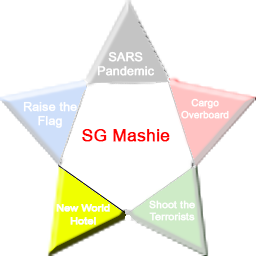 SARS
Pandemic
Raise the
Flag
Cargo
Overboard
SG Mashie
New World
Hotel
Shoot the
Terrorists